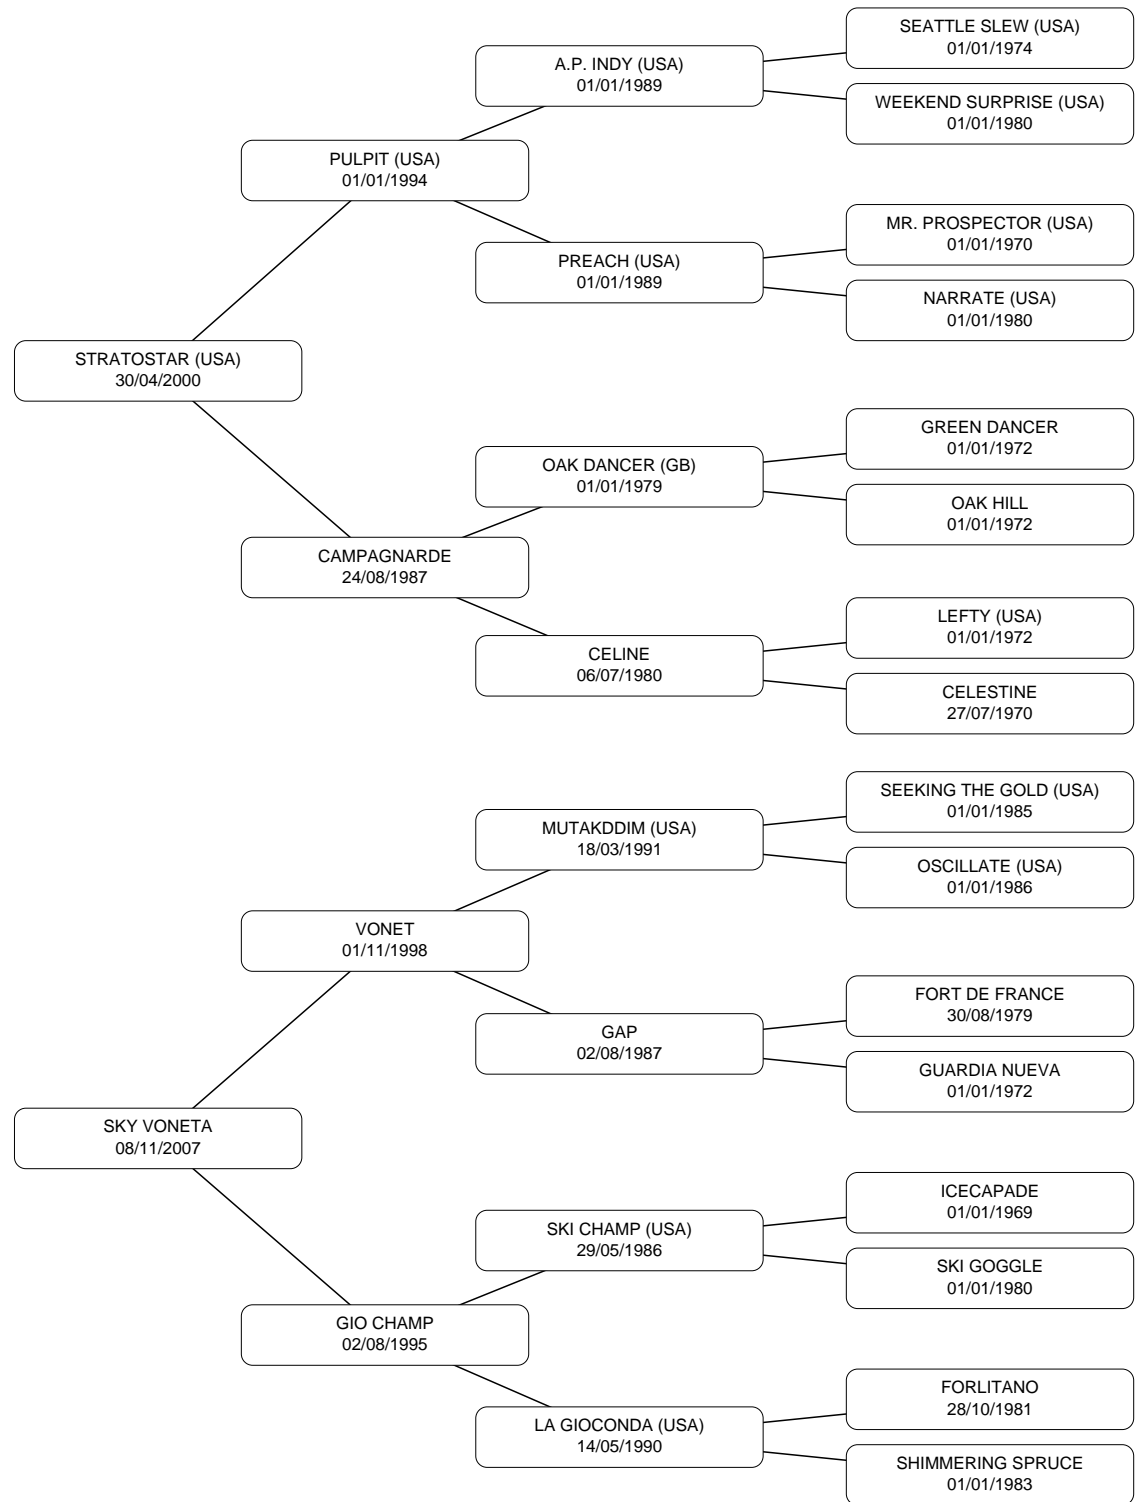 SEATTLE SLEW (USA)
01/01/1974
A.P. INDY (USA)
01/01/1989
WEEKEND SURPRISE (USA)
01/01/1980
PULPIT (USA)
01/01/1994
MR. PROSPECTOR (USA)
01/01/1970
PREACH (USA)
01/01/1989
NARRATE (USA)
01/01/1980
STRATOSTAR (USA)
30/04/2000
GREEN DANCER
01/01/1972
OAK DANCER (GB)
01/01/1979
OAK HILL
01/01/1972
CAMPAGNARDE
24/08/1987
LEFTY (USA)
01/01/1972
CELINE
06/07/1980
CELESTINE
27/07/1970
SEEKING THE GOLD (USA)
01/01/1985
MUTAKDDIM (USA)
18/03/1991
OSCILLATE (USA)
01/01/1986
VONET
01/11/1998
FORT DE FRANCE
30/08/1979
GAP
02/08/1987
GUARDIA NUEVA
01/01/1972
SKY VONETA
08/11/2007
ICECAPADE
01/01/1969
SKI CHAMP (USA)
29/05/1986
SKI GOGGLE
01/01/1980
GIO CHAMP
02/08/1995
FORLITANO
28/10/1981
LA GIOCONDA (USA)
14/05/1990
SHIMMERING SPRUCE
01/01/1983